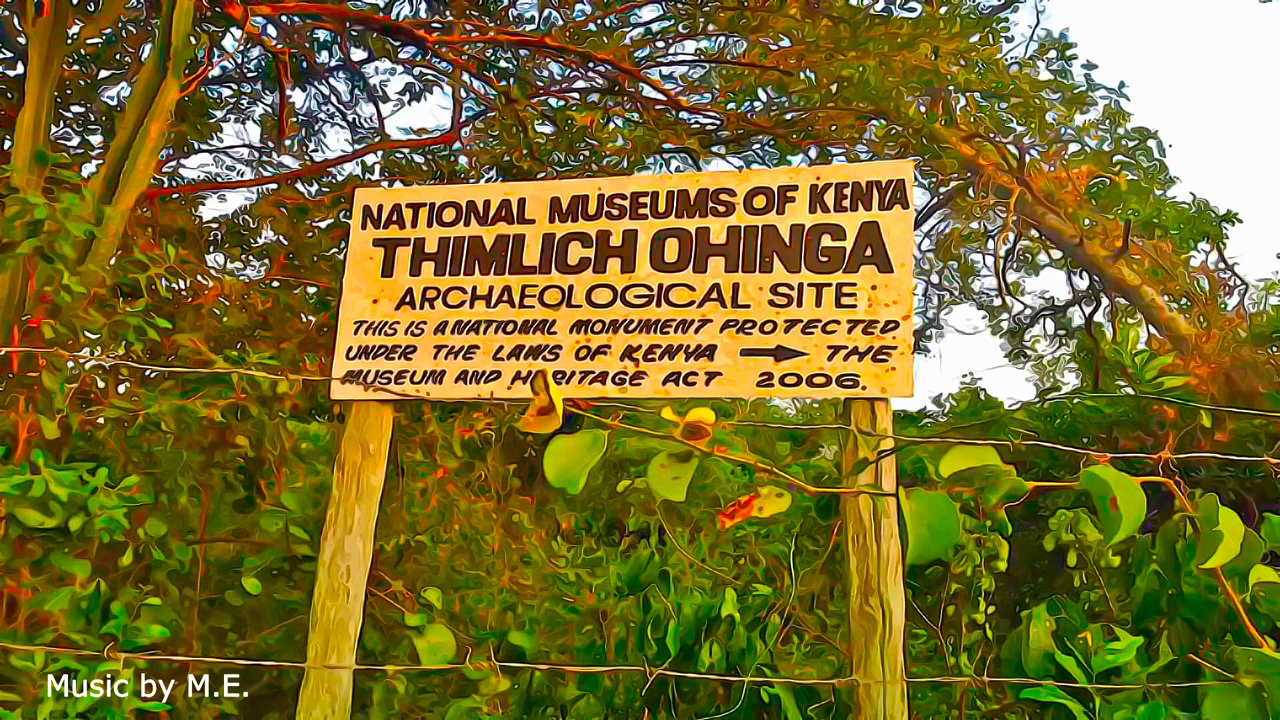 NATIONAL MUSEUMS OF KENYA
THIMLICH OHINGA
ARCHAEOLOGICAL SITE
THIS IS A NATIONAL MONUMENT PROTECTED
UNDER THE LAWS OF KENYA → THE
MUSEUM AND HERITAGE ACT 2006.
Music by M.E.